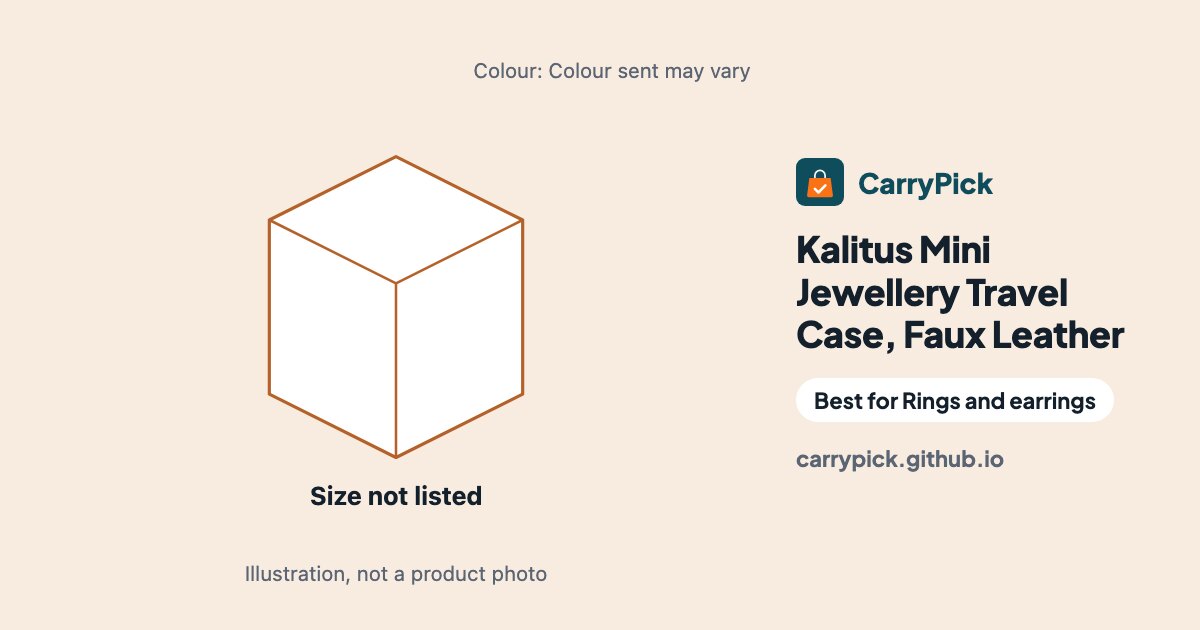 Colour: Colour sent may vary
CarryPick
Kalitus Mini
Jewellery Travel
Case, Faux Leather
Best for Rings and earrings
carrypick.github.io
Size not listed
Illustration, not a product photo